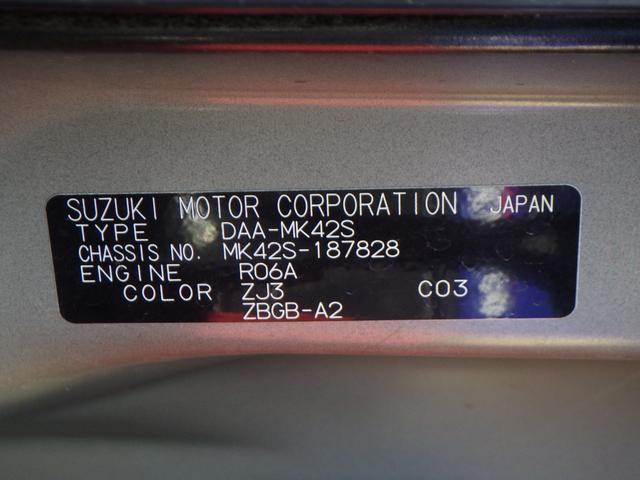 SUZUKI MOTOR CORPORATION JAPAN
TYPE DAA-MK42S
CHASSIS NO. MK42S-187828
ENGINE R06A
COLOR ZJ3 C03
ZBGB-A2